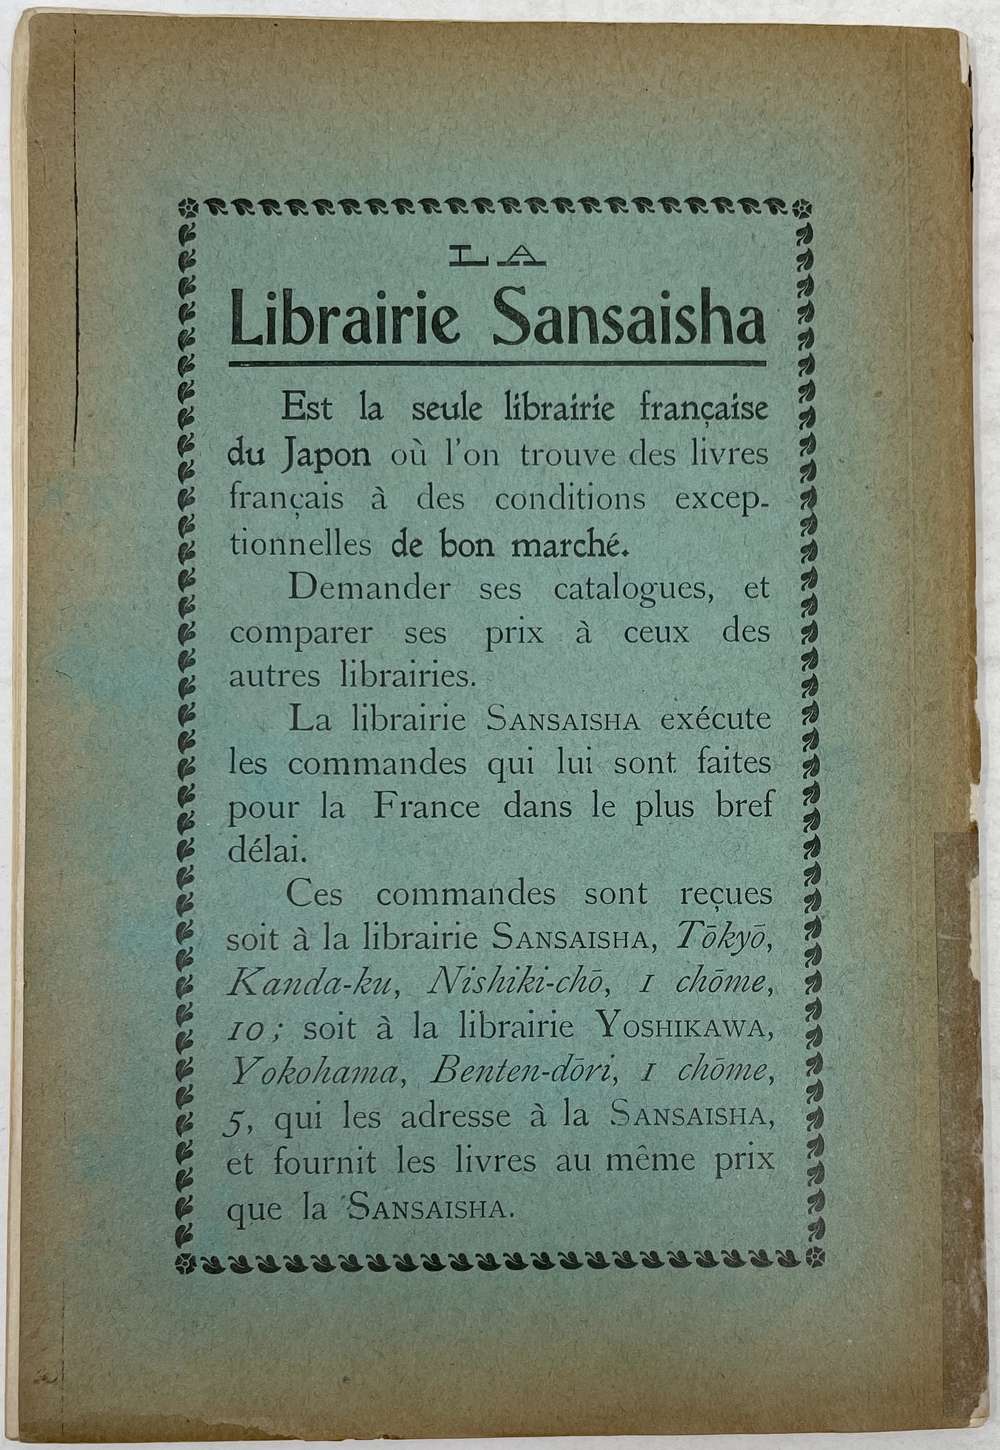 LA
Librairie Sansaisha
Est la seule librairie française
du Japon où l'on trouve des livres
français à des conditions excep-
tionnelles de bon marché.
Demander ses catalogues, et
comparer ses prix à ceux des
autres librairies.
La librairie SANSAISHA exécute
les commandes qui lui sont faites
pour la France dans le plus bref
délai.
Ces commandes sont reçues
soit à la librairie SANSAISHA, Tōkyō,
Kanda-ku, Nishiki-chō, 1 chōme,
10; soit à la librairie YOSHIKAWA,
Yokohama, Benten-dōri, 1 chōme,
5, qui les adresse à la SANSAISHA,
et fournit les livres au même prix
que la SANSAISHA.